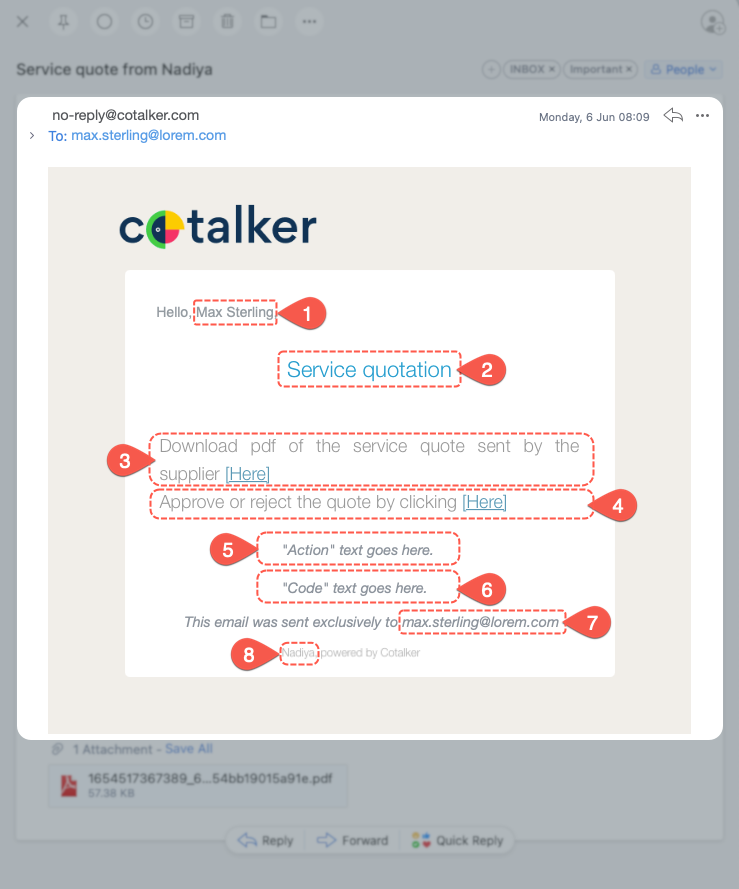 Service quote from Nadiya
INBOX ×
Important ×
People
no-reply@cotalker.com
Monday, 6 Jun 08:09
> To: max.sterling@lorem.com
cotalker
Hello, Max Sterling
1
Service quotation
2
3
Download pdf of the service quote sent by the
supplier [Here]
Approve or reject the quote by clicking [Here]
4
5
"Action" text goes here.
"Code" text goes here.
6
This email was sent exclusively to max.sterling@lorem.com
7
8
Nadiya, powered by Cotalker
1 Attachment - Save All
1654517367389_6...54bb19015a91e.pdf
57.38 KB
Reply
Forward
Quick Reply